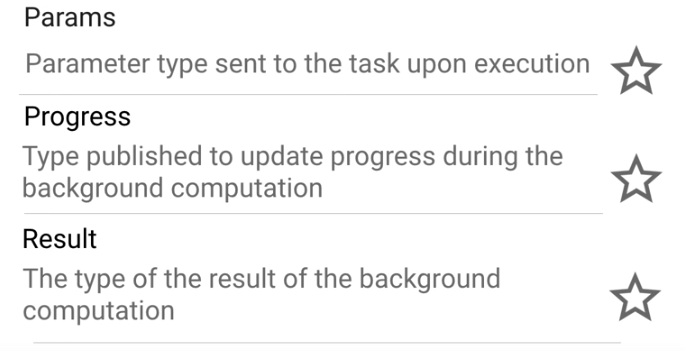 Params
Parameter type sent to the task upon execution
Progress
Type published to update progress during the
background computation
Result
The type of the result of the background
computation